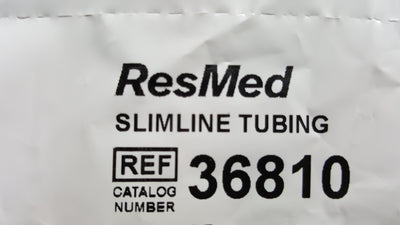 ResMed
SLIMLINE TUBING
REF 36810
CATALOG
NUMBER